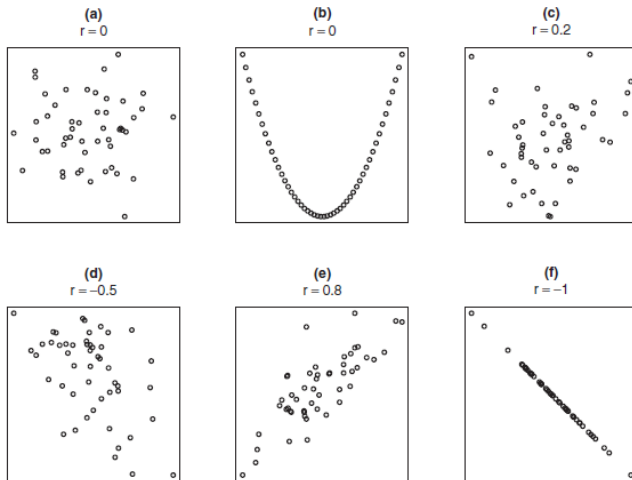 (a)
r = 0
(b)
r = 0
(c)
r = 0.2
(d)
r = −0.5
(e)
r = 0.8
(f)
r = −1